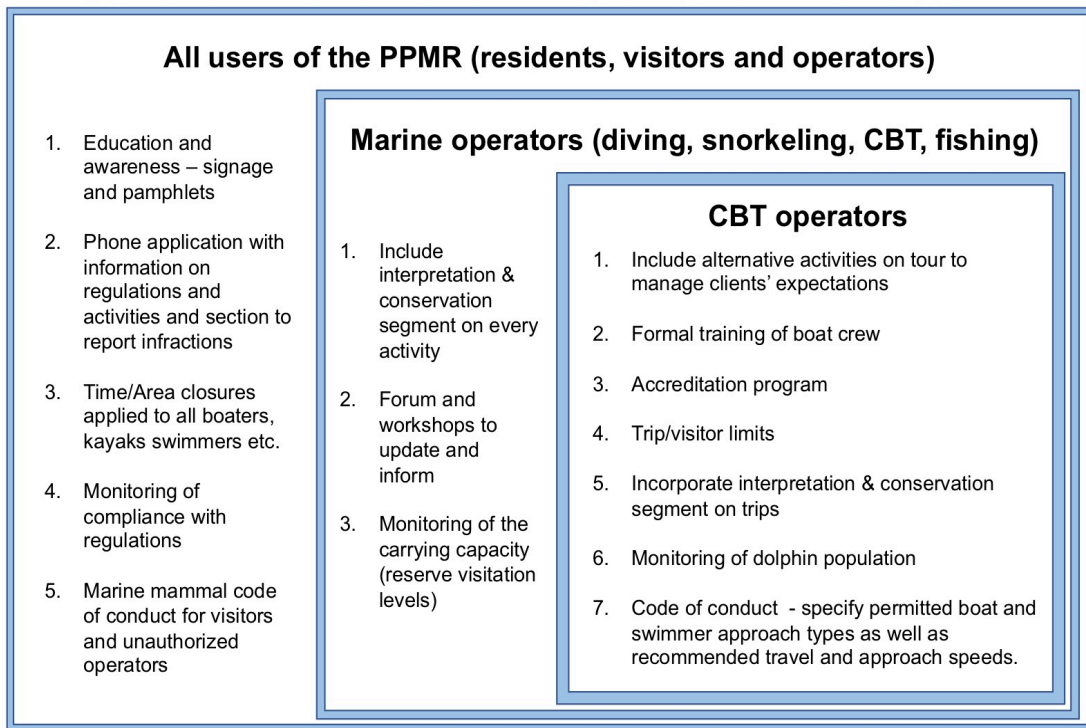 All users of the PPMR (residents, visitors and operators)
1. Education and
awareness – signage
and pamphlets
2. Phone application with
information on
regulations and
activities and section to
report infractions
3. Time/Area closures
applied to all boaters,
kayaks swimmers etc.
4. Monitoring of
compliance with
regulations
5. Marine mammal code
of conduct for visitors
and unauthorized
operators
Marine operators (diving, snorkeling, CBT, fishing)
1. Include
interpretation &
conservation
segment on every
activity
2. Forum and
workshops to
update and
inform
3. Monitoring of the
carrying capacity
(reserve visitation
levels)
CBT operators
1. Include alternative activities on tour to
manage clients' expectations
2. Formal training of boat crew
3. Accreditation program
4. Trip/visitor limits
5. Incorporate interpretation & conservation
segment on trips
6. Monitoring of dolphin population
7. Code of conduct - specify permitted boat and
swimmer approach types as well as
recommended travel and approach speeds.